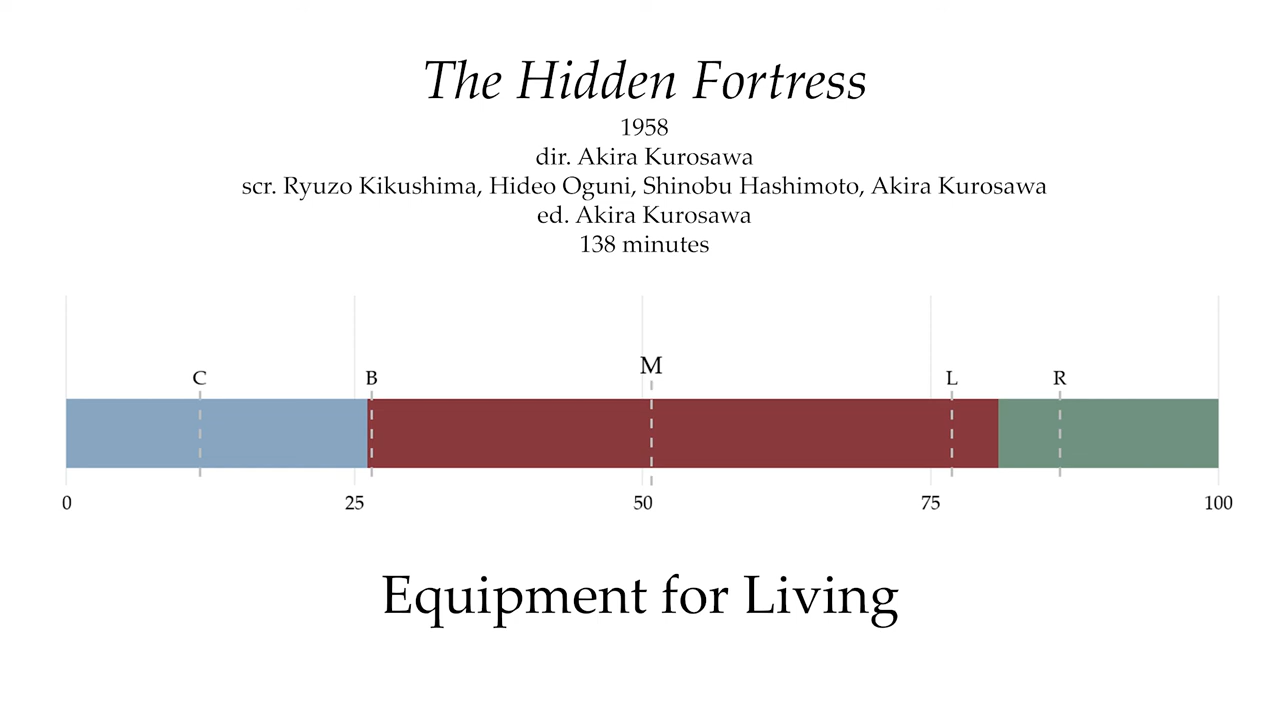 The Hidden Fortress
1958
dir. Akira Kurosawa
scr. Ryuzo Kikushima, Hideo Oguni, Shinobu Hashimoto, Akira Kurosawa
ed. Akira Kurosawa
138 minutes
C B M L R
0 25 50 75 100
Equipment for Living